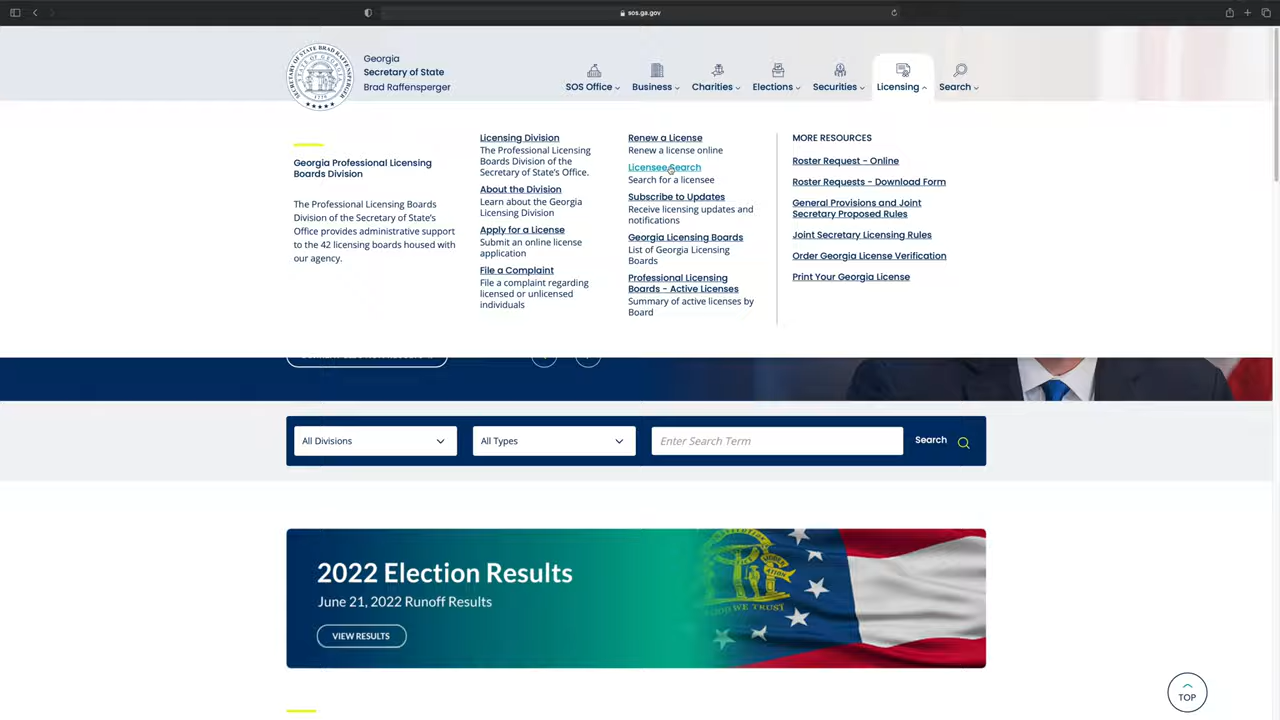 sos.ga.gov
Georgia
Secretary of State
Brad Raffensperger
SOS Office
Business
Charities
Elections
Securities
Licensing
Search
Georgia Professional Licensing
Boards Division
The Professional Licensing Boards
Division of the Secretary of State's
Office provides administrative support
to the 42 licensing boards housed with
our agency.
Licensing Division
The Professional Licensing
Boards Division of the
Secretary of State's Office.
About the Division
Learn about the Georgia
Licensing Division
Apply for a License
Submit an online license
application
File a Complaint
File a complaint regarding
licensed or unlicensed
individuals
Renew a License
Renew a license online
Licensee Search
Search for a licensee
Subscribe to Updates
Receive licensing updates and
notifications
Georgia Licensing Boards
List of Georgia Licensing
Boards
Professional Licensing
Boards - Active Licenses
Summary of active licenses by
Board
MORE RESOURCES
Roster Request - Online
Roster Requests - Download Form
General Provisions and Joint
Secretary Proposed Rules
Joint Secretary Licensing Rules
Order Georgia License Verification
Print Your Georgia License
All Divisions
All Types
Enter Search Term
Search
2022 Election Results
June 21, 2022 Runoff Results
VIEW RESULTS
TOP